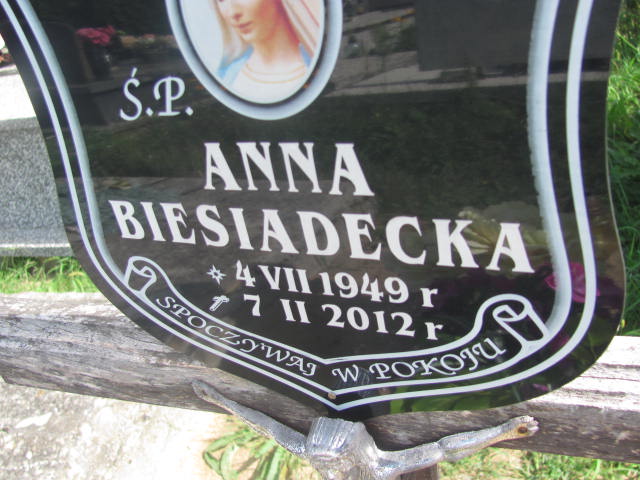 Ś.P.
ANNA
BIESIADECKA
* 4 VII 1949 r
† 7 II 2012 r
SPOCZYWAJ W POKOJU